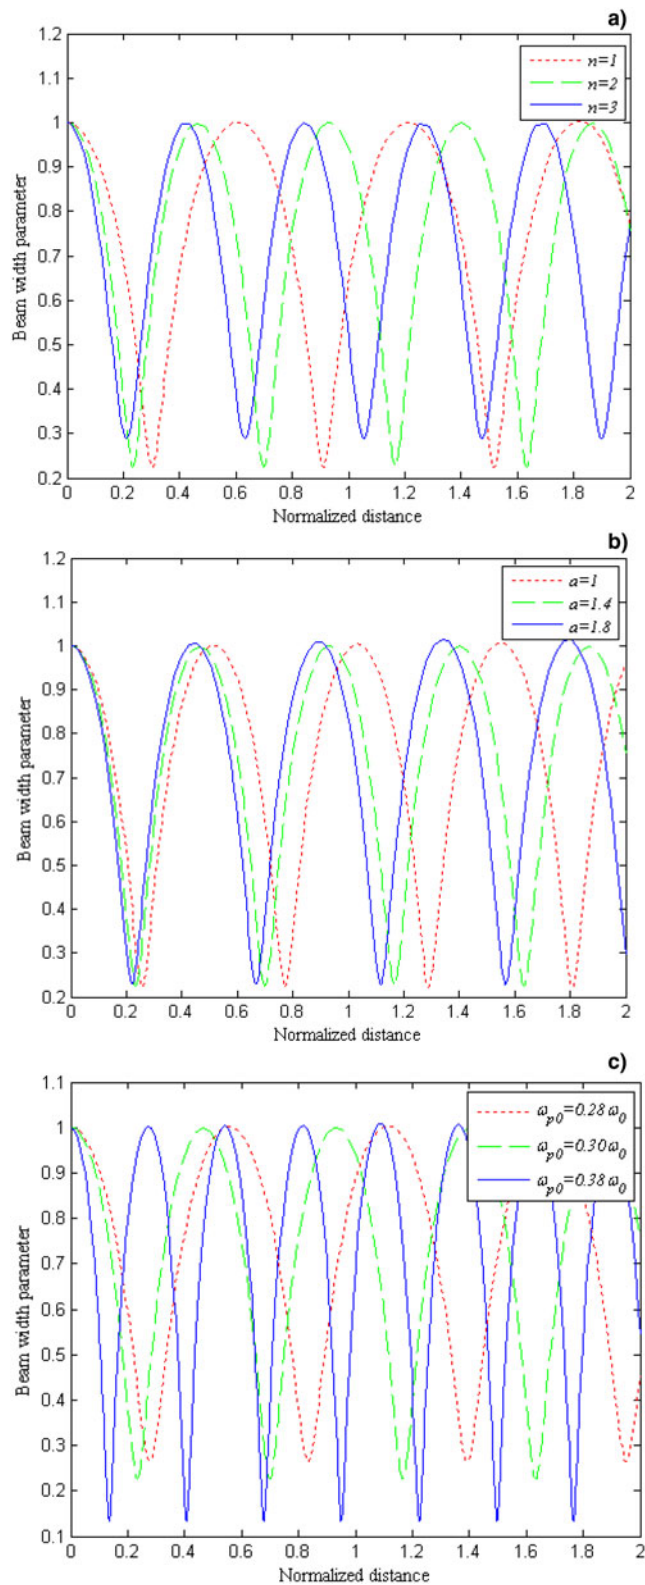 a)
1.2
1.1
1
0.9
0.8
0.7
0.6
0.5
0.4
0.3
0.2
Beam width parameter
n=1
n=2
n=3
0 0.2 0.4 0.6 0.8 1 1.2 1.4 1.6 1.8 2
Normalized distance
b)
1.2
1.1
1
0.9
0.8
0.7
0.6
0.5
0.4
0.3
0.2
Beam width parameter
a=1
a=1.4
a=1.8
0 0.2 0.4 0.6 0.8 1 1.2 1.4 1.6 1.8 2
Normalized distance
c)
1.1
1
0.9
0.8
0.7
0.6
0.5
0.4
0.3
0.2
0.1
Beam width parameter
ω_p0=0.28ω_0
ω_p0=0.30ω_0
ω_p0=0.38ω_0
0 0.2 0.4 0.6 0.8 1 1.2 1.4 1.6 1.8 2
Normalized distance